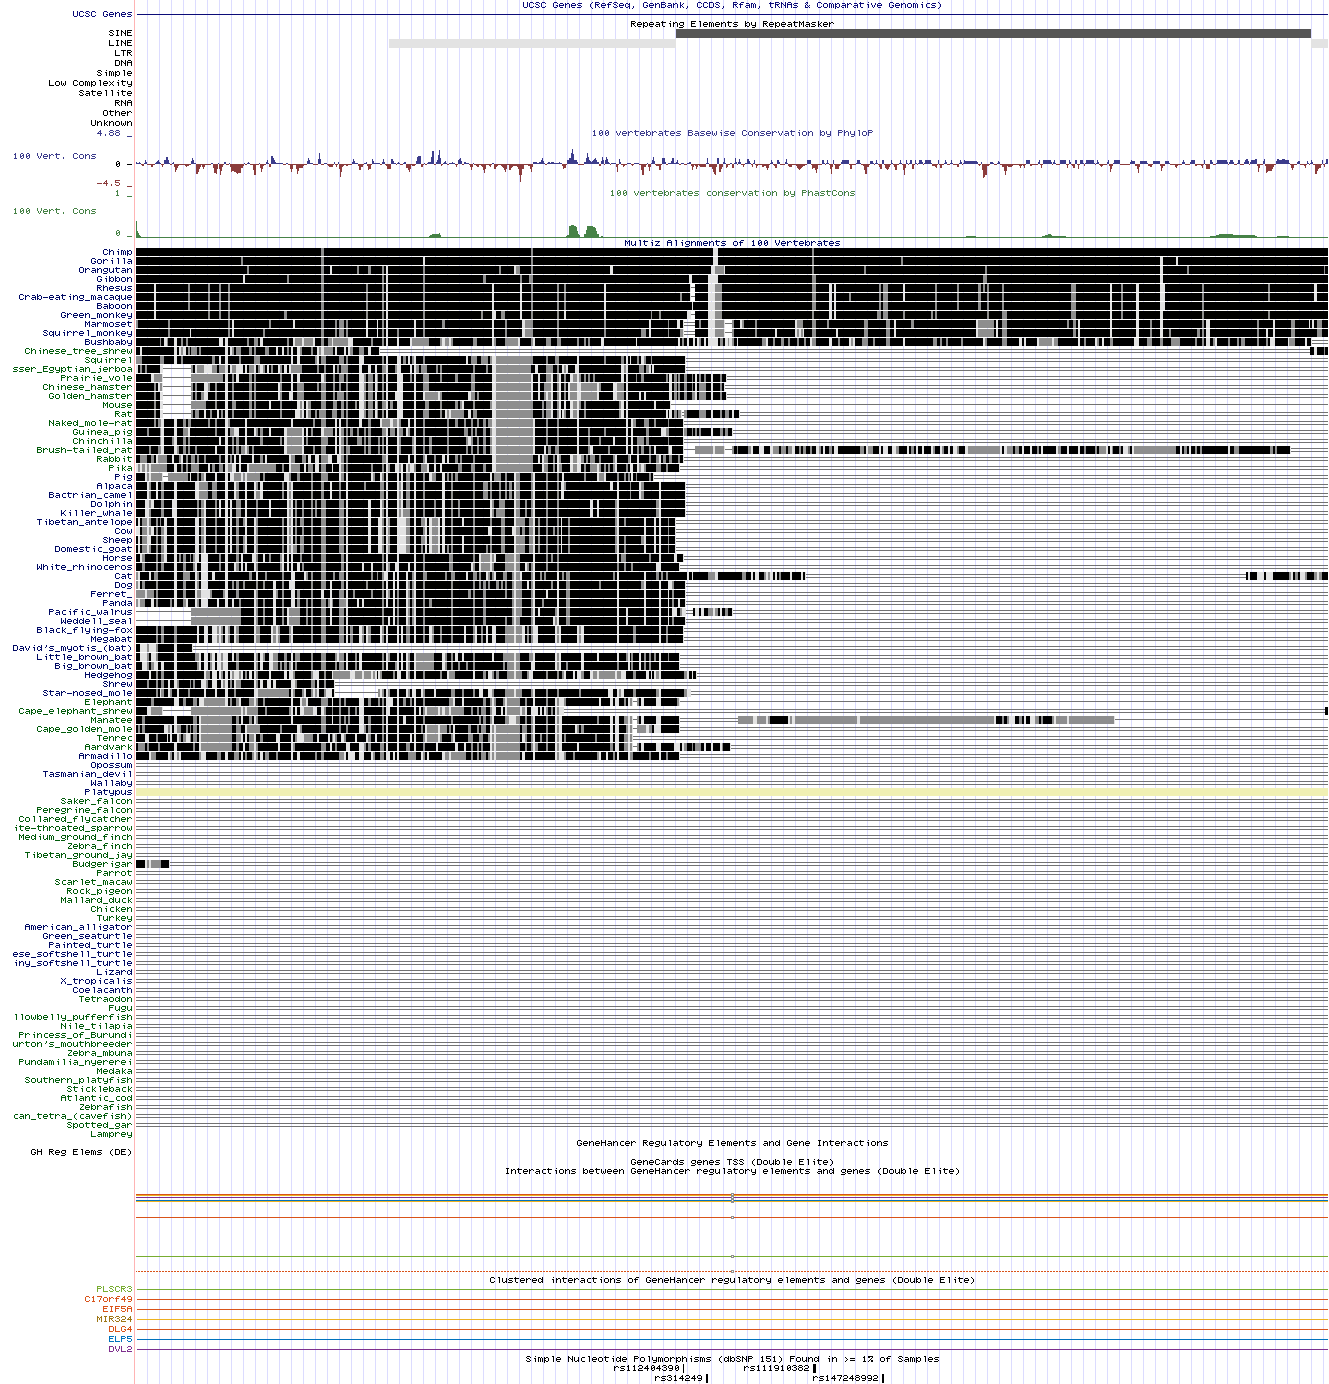 UCSC Genes (RefSeq, GenBank, CCDS, Rfam, tRNAs & Comparative Genomics)
UCSC Genes
Repeating Elements by RepeatMasker
SINE
LINE
LTR
DNA
Simple
Low Complexity
Satellite
RNA
Other
Unknown
4.88 _
100 vertebrates Basewise Conservation by PhyloP
100 Vert. Cons
0 -
-4.5 _
1 _
100 vertebrates conservation by PhastCons
100 Vert. Cons
0 _
Multiz Alignments of 100 Vertebrates
Chimp
Gorilla
Orangutan
Gibbon
Rhesus
Crab-eating_macaque
Baboon
Green_monkey
Marmoset
Squirrel_monkey
Bushbaby
Chinese_tree_shrew
Squirrel
sser_Egyptian_jerboa
Prairie_vole
Chinese_hamster
Golden_hamster
Mouse
Rat
Naked_mole-rat
Guinea_pig
Chinchilla
Brush-tailed_rat
Rabbit
Pika
Pig
Alpaca
Bactrian_camel
Dolphin
Killer_whale
Tibetan_antelope
Cow
Sheep
Domestic_goat
Horse
White_rhinoceros
Cat
Dog
Ferret_
Panda
Pacific_walrus
Weddell_seal
Black_flying-fox
Megabat
David's_myotis_(bat)
Little_brown_bat
Big_brown_bat
Hedgehog
Shrew
Star-nosed_mole
Elephant
Cape_elephant_shrew
Manatee
Cape_golden_mole
Tenrec
Aardvark
Armadillo
Opossum
Tasmanian_devil
Wallaby
Platypus
Saker_falcon
Peregrine_falcon
Collared_flycatcher
ite-throated_sparrow
Medium_ground_finch
Zebra_finch
Tibetan_ground_jay
Budgerigar
Parrot
Scarlet_macaw
Rock_pigeon
Mallard_duck
Chicken
Turkey
American_alligator
Green_seaturtle
Painted_turtle
ese_softshell_turtle
iny_softshell_turtle
Lizard
X_tropicalis
Coelacanth
Tetraodon
Fugu
llowbelly_pufferfish
Nile_tilapia
Princess_of_Burundi
urton's_mouthbreeder
Zebra_mbuna
Pundamilia_nyererei
Medaka
Southern_platyfish
Stickleback
Atlantic_cod
Zebrafish
can_tetra_(cavefish)
Spotted_gar
Lamprey
GeneHancer Regulatory Elements and Gene Interactions
GH Reg Elems (DE)
GeneCards genes TSS (Double Elite)
Interactions between GeneHancer regulatory elements and genes (Double Elite)
Clustered interactions of GeneHancer regulatory elements and genes (Double Elite)
PLSCR3
C17orf49
EIF5A
MIR324
DLG4
ELP5
DVL2
Simple Nucleotide Polymorphisms (dbSNP 151) Found in >= 1% of Samples
rs112404390 rs111910382
rs314249 rs147248992